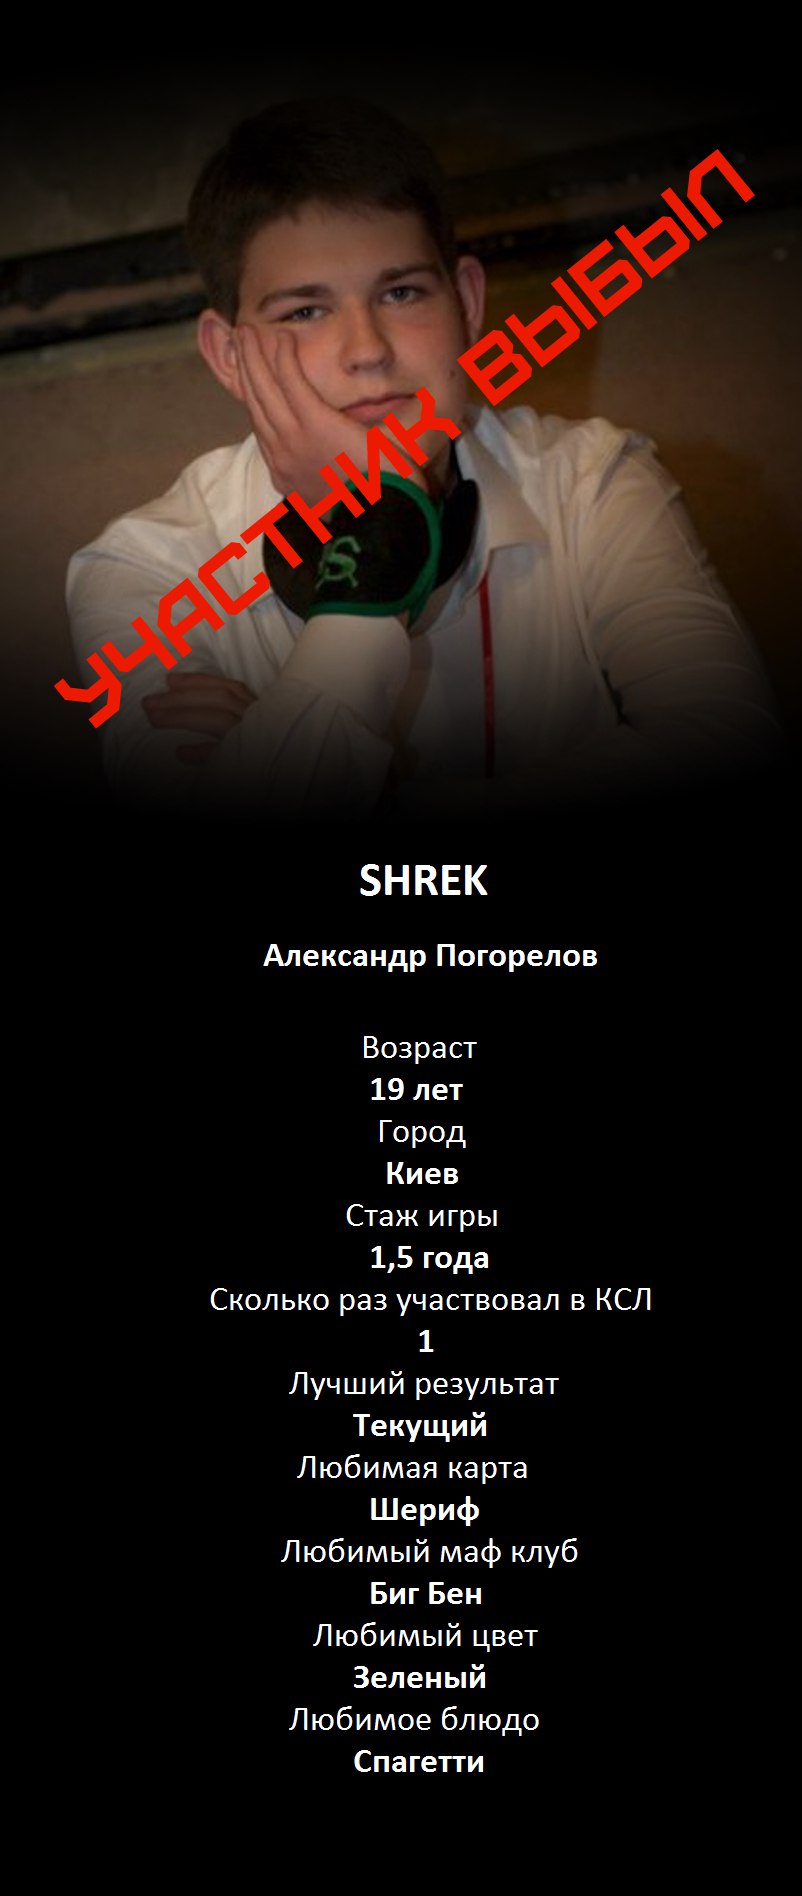 УЧАСТНИК ВЫБЫЛ
S
SHREK
Александр Погорелов
Возраст
19 лет
Город
Киев
Стаж игры
1,5 года
Сколько раз участвовал в КСЛ
1
Лучший результат
Текущий
Любимая карта
Шериф
Любимый маф клуб
Биг Бен
Любимый цвет
Зеленый
Любимое блюдо
Спагетти